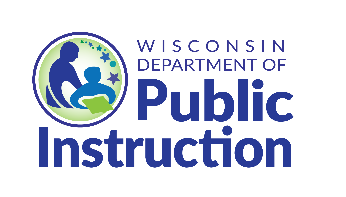 WISCONSIN
DEPARTMENT OF
Public
Instruction